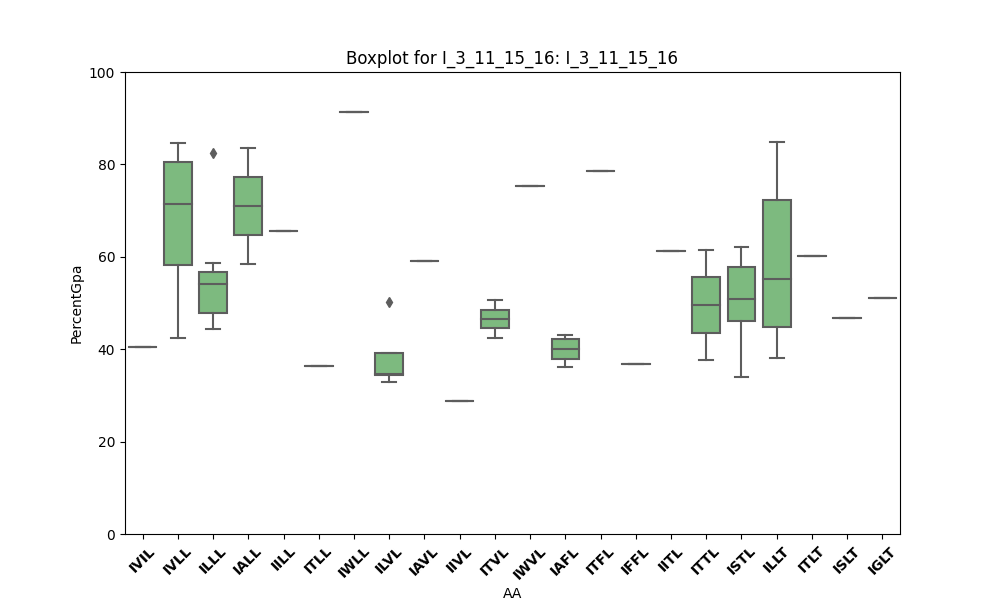 Boxplot for I_3_11_15_16: I_3_11_15_16
100
80
60
40
20
0
PercentGpa
IVIL IVLL ILLL IALL IILL ITLL IWLL ILVL IAVL IIVL ITVL IWVL IAFL ITFL IFFL IITL ITTL ISTL ILLT ITLT ISLT IGLT
AA